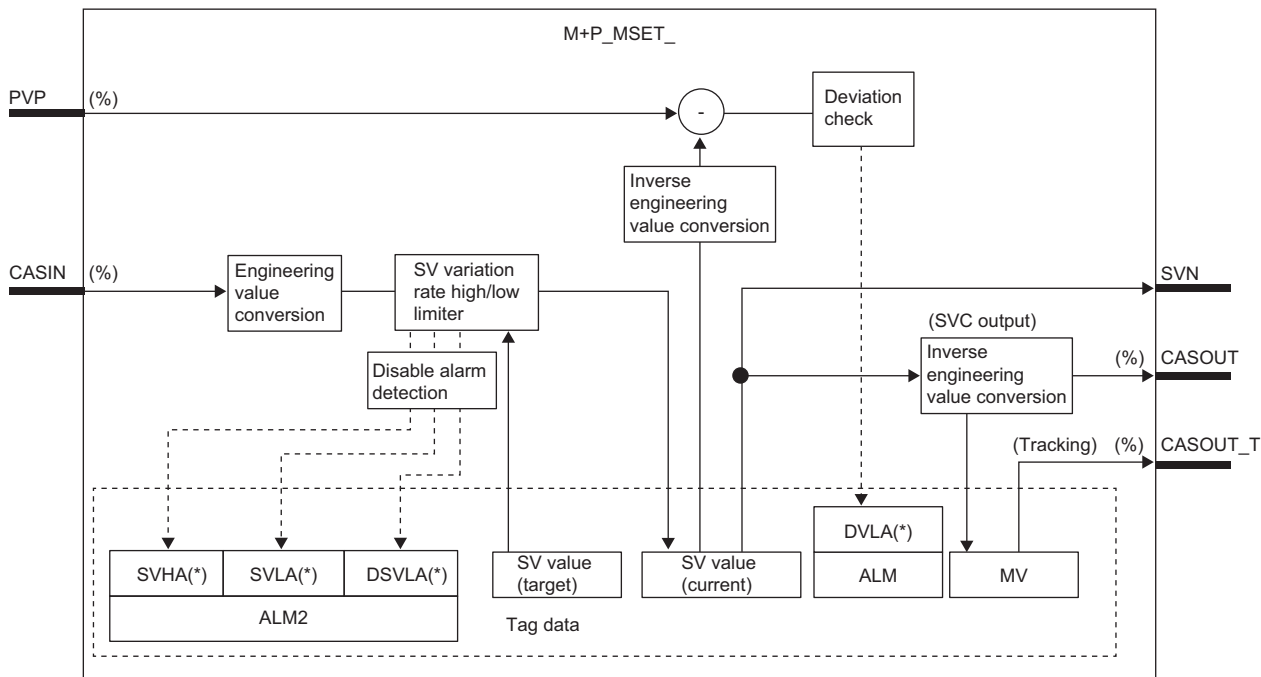 M+P_MSET_
PVP
(%)
-
Deviation
check
Inverse
engineering
value conversion
CASIN
(%)
Engineering
value
conversion
SV variation
rate high/low
limiter
SVN
(SVC output)
Inverse
engineering
value conversion
(%)
CASOUT
Disable alarm
detection
(Tracking)
(%)
CASOUT_T
SVHA(*)
SVLA(*)
DSVLA(*)
ALM2
SV value
(target)
SV value
(current)
DVLA(*)
ALM
MV
Tag data